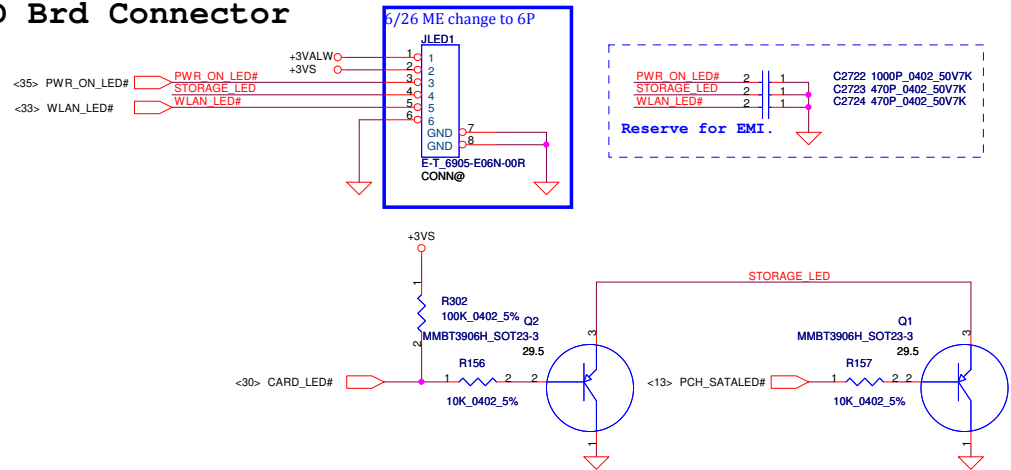 D Brd Connector
6/26 ME change to 6P
JLED1
+3VALW
1
1
+3VS
2
2
<35> PWR_ON_LED#
PWR_ON_LED#
3
3
STORAGE_LED
4
4
<33> WLAN_LED#
WLAN_LED#
5
5
6
6
GND
7
GND
8
E-T_6905-E06N-00R
CONN@
PWR_ON_LED#
2
1
C2722 1000P_0402_50V7K
STORAGE_LED
2
1
C2723 470P_0402_50V7K
WLAN_LED#
2
1
C2724 470P_0402_50V7K
Reserve for EMI.
+3VS
STORAGE_LED
1
R302
100K_0402_5%
2
Q2
MMBT3906H_SOT23-3
29.5
3
Q1
MMBT3906H_SOT23-3
29.5
3
<30> CARD_LED#
R156
1
2
2
10K_0402_5%
1
<13> PCH_SATALED#
R157
1
2
2
10K_0402_5%
1